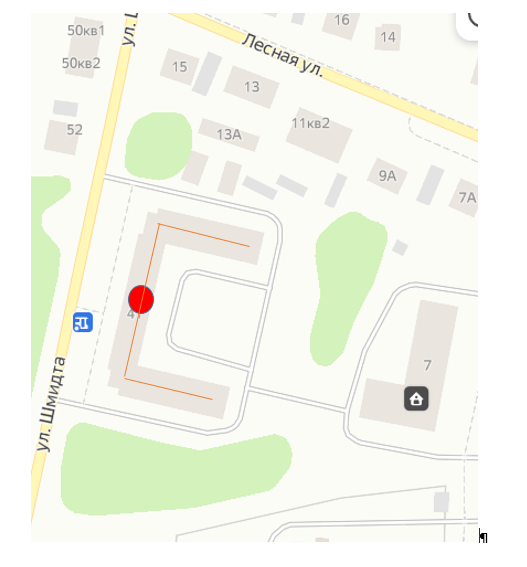 16
50кв1
14
Лесная ул.
50кв2
15
13
11кв2
52
13А
9А
7А
7
ул. Шмидта
¶